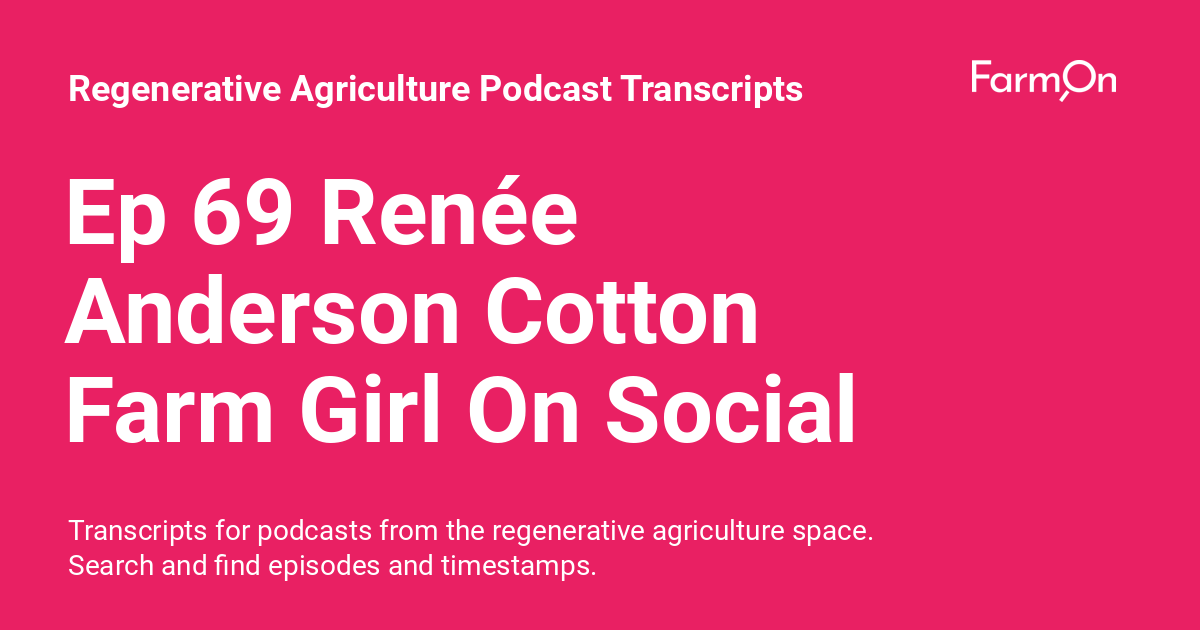 Regenerative Agriculture Podcast Transcripts
FarmOn
Ep 69 Renée
Anderson Cotton
Farm Girl On Social
Transcripts for podcasts from the regenerative agriculture space.
Search and find episodes and timestamps.